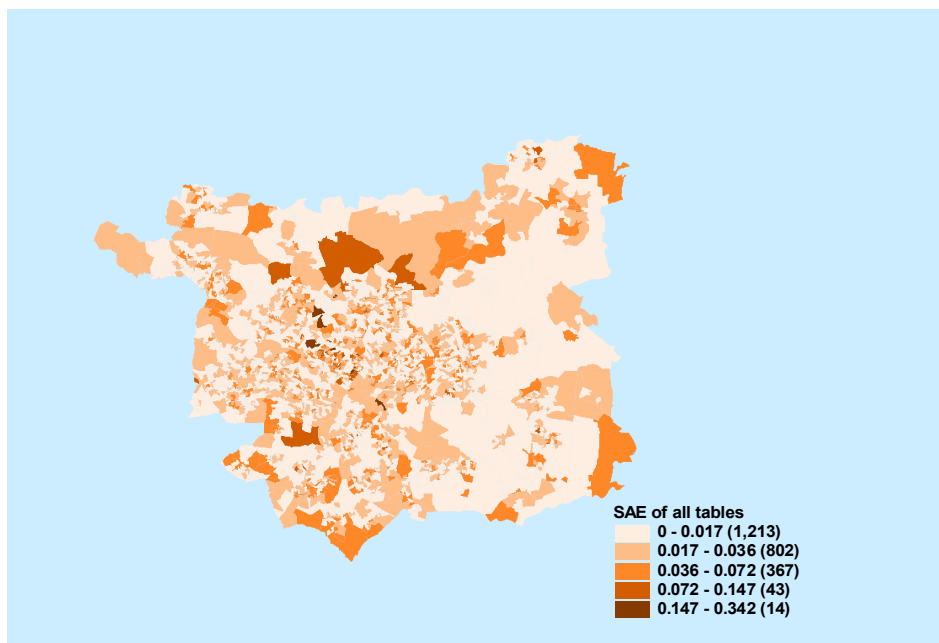 SAE of all tables
0 - 0.017 (1,213)
0.017 - 0.036 (802)
0.036 - 0.072 (367)
0.072 - 0.147 (43)
0.147 - 0.342 (14)